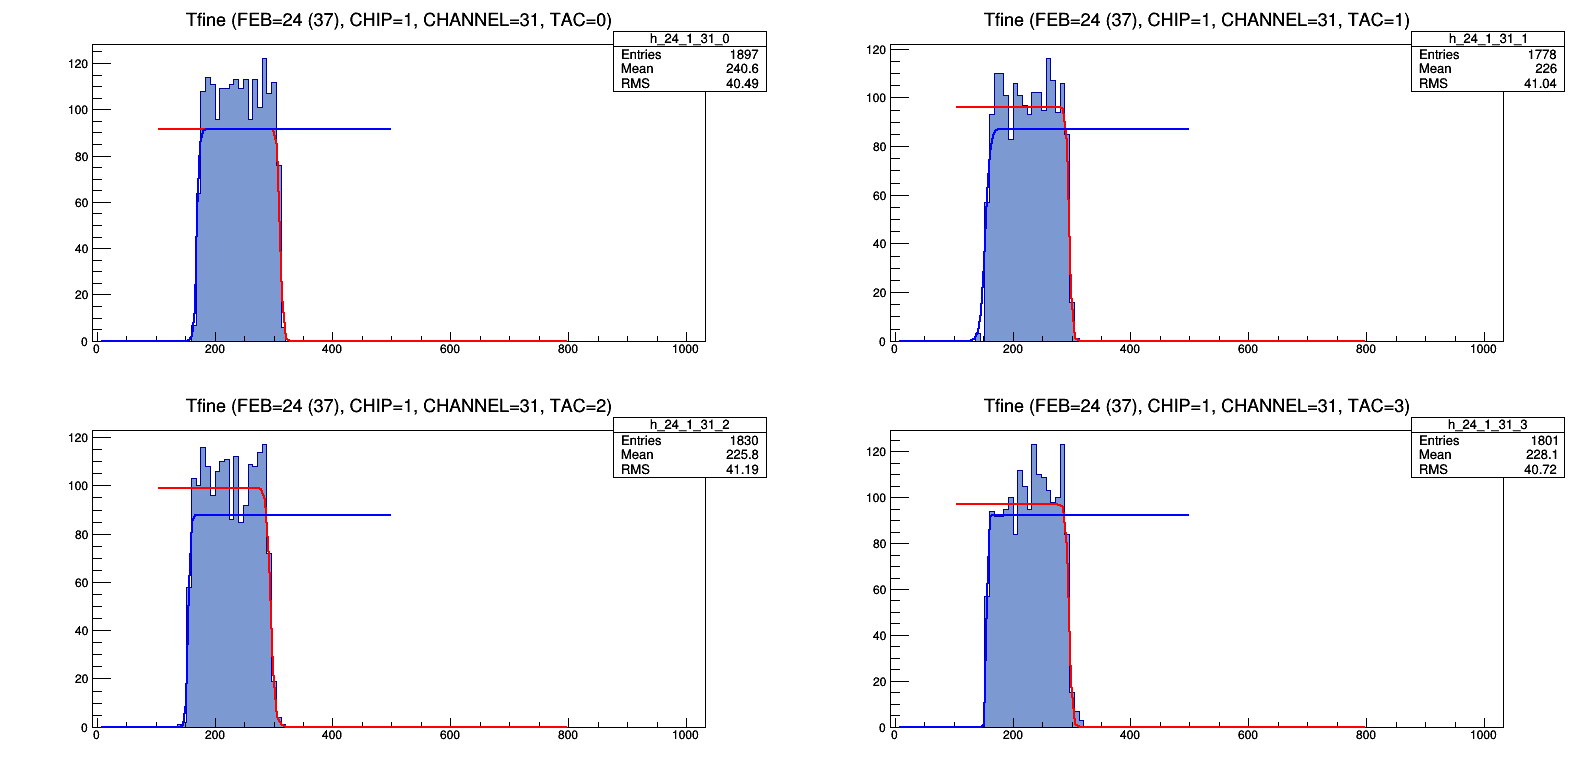 Tfine (FEB=24 (37), CHIP=1, CHANNEL=31, TAC=0)
h_24_1_31_0
Entries 1897
Mean 240.6
RMS 40.49
120
100
80
60
40
20
0
0 200 400 600 800 1000
Tfine (FEB=24 (37), CHIP=1, CHANNEL=31, TAC=1)
h_24_1_31_1
Entries 1778
Mean 226
RMS 41.04
120
100
80
60
40
20
0
0 200 400 600 800 1000
Tfine (FEB=24 (37), CHIP=1, CHANNEL=31, TAC=2)
h_24_1_31_2
Entries 1830
Mean 225.8
RMS 41.19
120
100
80
60
40
20
0
0 200 400 600 800 1000
Tfine (FEB=24 (37), CHIP=1, CHANNEL=31, TAC=3)
h_24_1_31_3
Entries 1801
Mean 228.1
RMS 40.72
120
100
80
60
40
20
0
0 200 400 600 800 1000